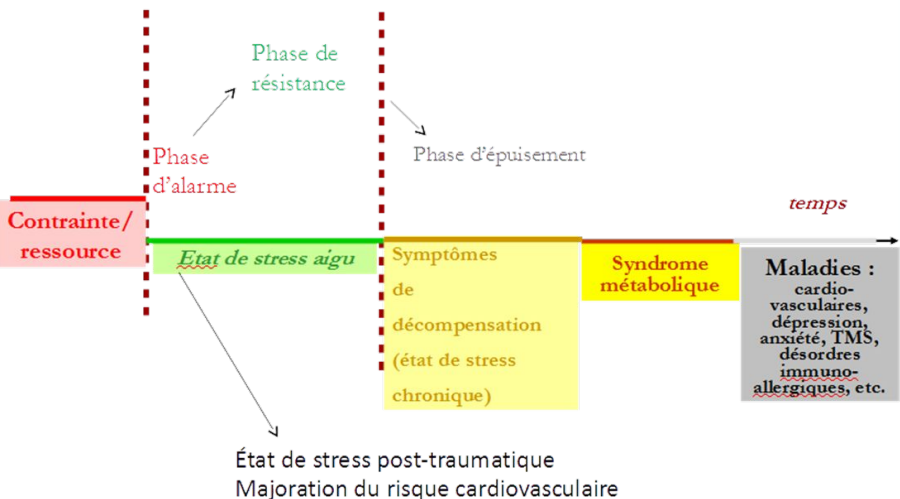 Phase de
résistance
Phase
d'alarme
Phase d'épuisement
temps
Contrainte/
ressource
Etat de stress aigu
Symptômes
de
décompensation
(état de stress
chronique)
Syndrome
métabolique
Maladies :
cardio-
vasculaires,
dépression,
anxiété, TMS,
désordres
immuno-
allergiques, etc.
État de stress post-traumatique
Majoration du risque cardiovasculaire